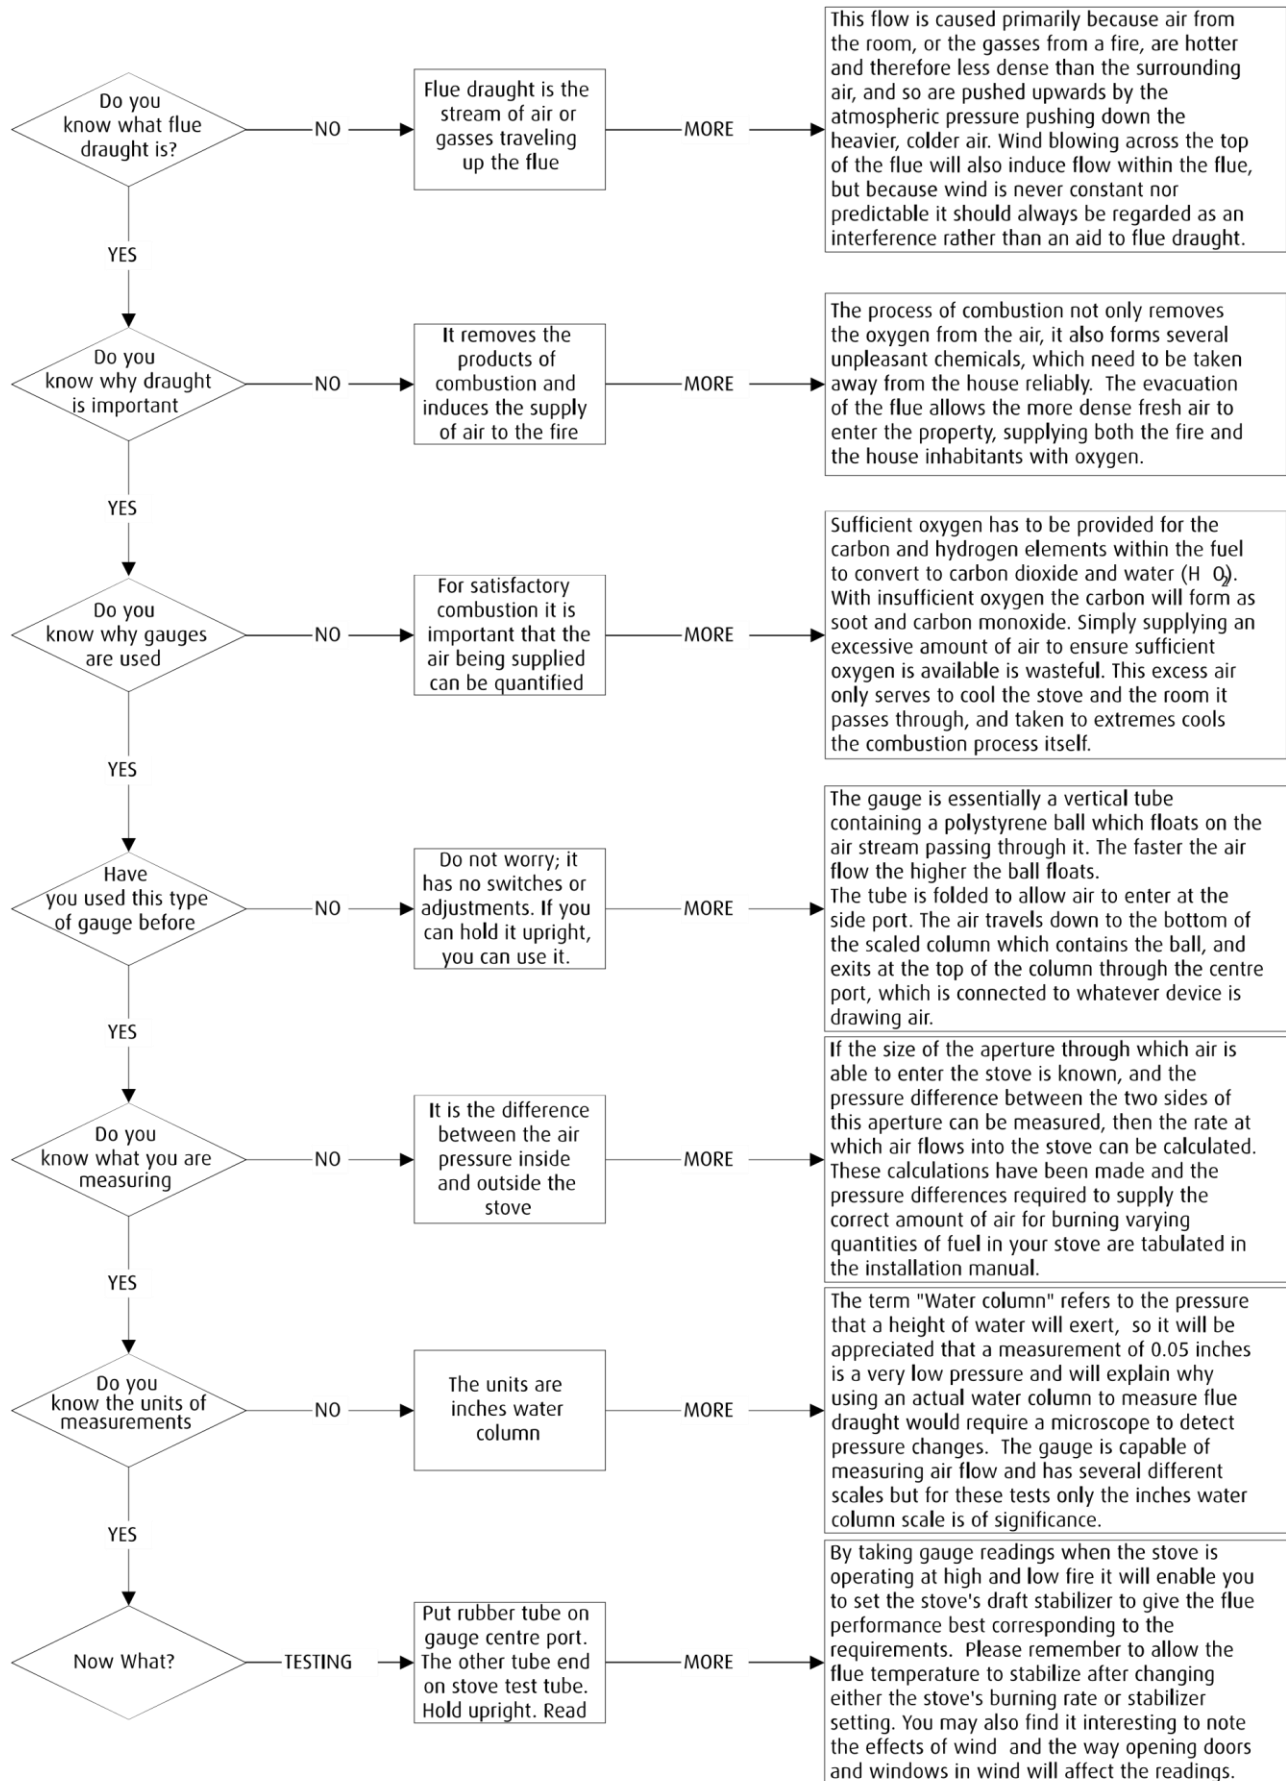 Do you
know what flue
draught is?
NO
Flue draught is the
stream of air or
gasses traveling
up the flue
MORE
This flow is caused primarily because air from
the room, or the gasses from a fire, are hotter
and therefore less dense than the surrounding
air, and so are pushed upwards by the
atmospheric pressure pushing down the
heavier, colder air. Wind blowing across the top
of the flue will also induce flow within the flue,
but because wind is never constant nor
predictable it should always be regarded as an
interference rather than an aid to flue draught.
YES
Do you
know why draught
is important
NO
It removes the
products of
combustion and
induces the supply
of air to the fire
MORE
The process of combustion not only removes
the oxygen from the air, it also forms several
unpleasant chemicals, which need to be taken
away from the house reliably. The evacuation
of the flue allows the more dense fresh air to
enter the property, supplying both the fire and
the house inhabitants with oxygen.
YES
Do you
know why gauges
are used
NO
For satisfactory
combustion it is
important that the
air being supplied
can be quantified
MORE
Sufficient oxygen has to be provided for the
carbon and hydrogen elements within the fuel
to convert to carbon dioxide and water (H O₂).
With insufficient oxygen the carbon will form as
soot and carbon monoxide. Simply supplying an
excessive amount of air to ensure sufficient
oxygen is available is wasteful. This excess air
only serves to cool the stove and the room it
passes through, and taken to extremes cools
the combustion process itself.
YES
Have
you used this type
of gauge before
NO
Do not worry; it
has no switches or
adjustments. If you
can hold it upright,
you can use it.
MORE
The gauge is essentially a vertical tube
containing a polystyrene ball which floats on the
air stream passing through it. The faster the air
flow the higher the ball floats.
The tube is folded to allow air to enter at the
side port. The air travels down to the bottom of
the scaled column which contains the ball, and
exits at the top of the column through the centre
port, which is connected to whatever device is
drawing air.
YES
Do you
know what you are
measuring
NO
It is the difference
between the air
pressure inside
and outside the
stove
MORE
If the size of the aperture through which air is
able to enter the stove is known, and the
pressure difference between the two sides of
this aperture can be measured, then the rate at
which air flows into the stove can be calculated.
These calculations have been made and the
pressure differences required to supply the
correct amount of air for burning varying
quantities of fuel in your stove are tabulated in
the installation manual.
YES
Do you
know the units of
measurements
NO
The units are
inches water
column
MORE
The term "Water column" refers to the pressure
that a height of water will exert, so it will be
appreciated that a measurement of 0.05 inches
is a very low pressure and will explain why
using an actual water column to measure flue
draught would require a microscope to detect
pressure changes. The gauge is capable of
measuring air flow and has several different
scales but for these tests only the inches water
column scale is of significance.
YES
Now What?
TESTING
Put rubber tube on
gauge centre port.
The other tube end
on stove test tube.
Hold upright. Read
MORE
By taking gauge readings when the stove is
operating at high and low fire it will enable you
to set the stove's draft stabilizer to give the flue
performance best corresponding to the
requirements. Please remember to allow the
flue temperature to stabilize after changing
either the stove's burning rate or stabilizer
setting. You may also find it interesting to note
the effects of wind and the way opening doors
and windows in wind will affect the readings.